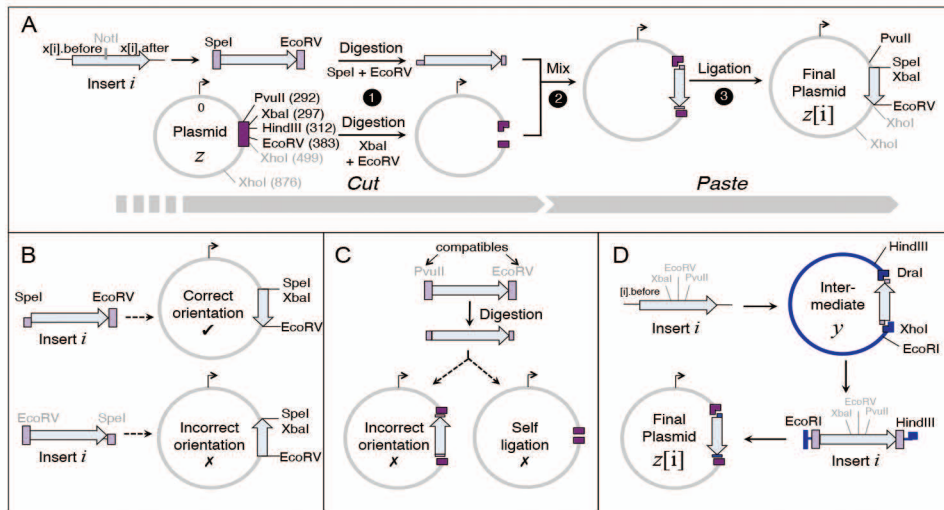 A
NotI
x[i].before
x[i].after
Insert i
SpeI
EcoRV
Digestion
SpeI + EcoRV
1
Digestion
XbaI
+ EcoRV
0
Plasmid
z
PvuII (292)
XbaI (297)
HindIII (312)
EcoRV (383)
XhoI (499)
XhoI (876)
Mix
2
Ligation
3
Final
Plasmid
z[i]
PvuII
SpeI
XbaI
EcoRV
XhoI
XhoI
Cut
Paste
B
SpeI
EcoRV
Insert i
Correct
orientation
✓
SpeI
XbaI
EcoRV
EcoRV
SpeI
Insert i
Incorrect
orientation
✗
SpeI
XbaI
EcoRV
C
compatibles
PvuII
EcoRV
Digestion
Incorrect
orientation
✗
Self
ligation
✗
D
EcoRV
XbaI
PvuII
[i].before
Insert i
Inter-
mediate
y
HindIII
DraI
XhoI
EcoRI
EcoRV
XbaI
PvuII
EcoRI
HindIII
Insert i
Final
Plasmid
z[i]